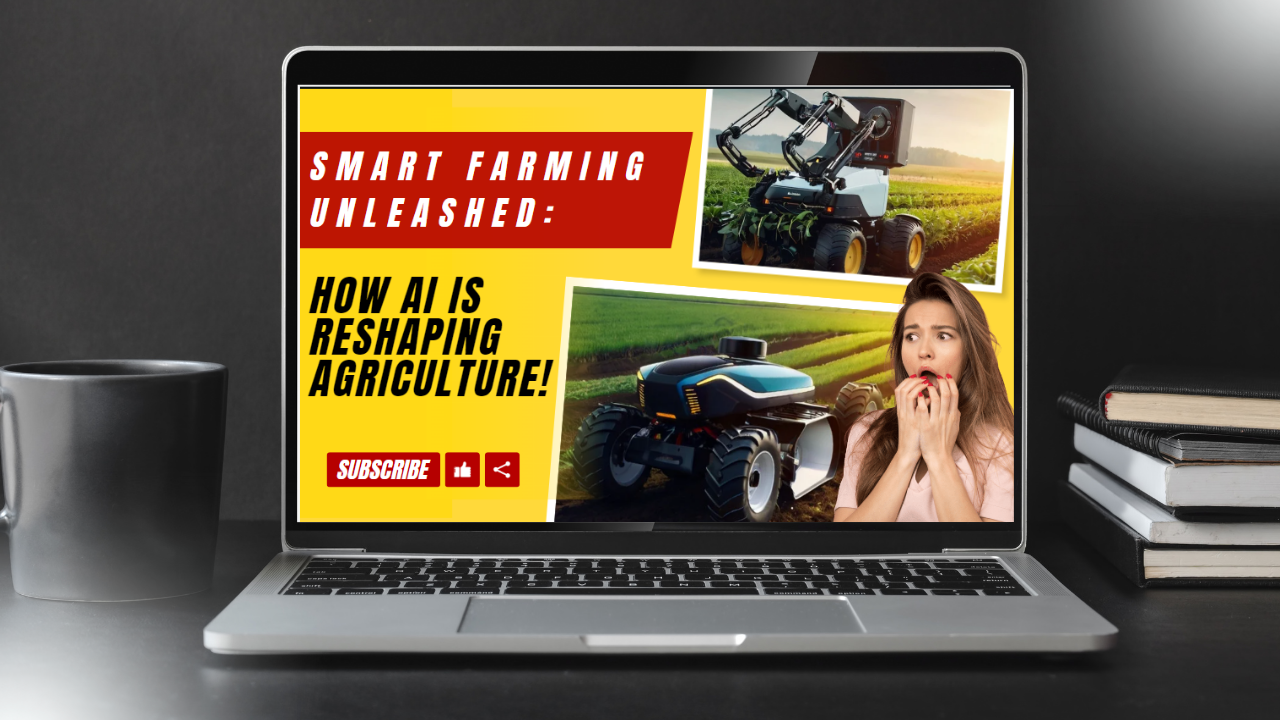 SMART FARMING
UNLEASHED:
HOW AI IS
RESHAPING
AGRICULTURE!
SUBSCRIBE